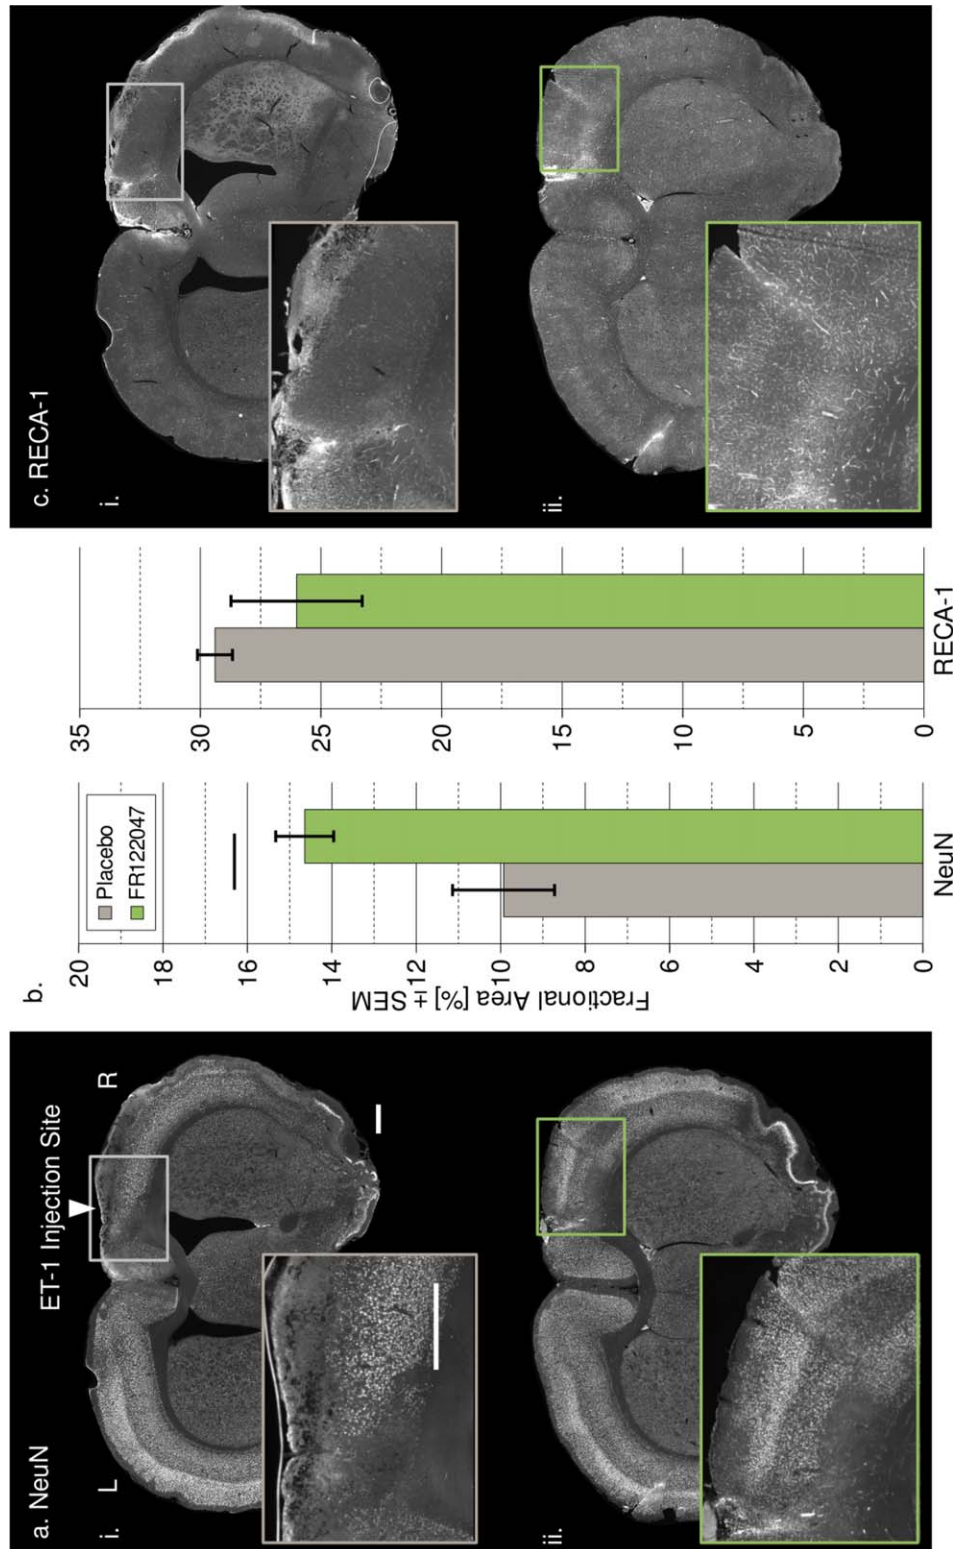 a. NeuN
ET-1 Injection Site
i.
L
R
ii.
b.
Fractional Area [%] ± SEM
20
18
16
14
12
10
8
6
4
2
0
Placebo
FR122047
NeuN
35
30
25
20
15
10
5
0
RECA-1
c. RECA-1
i.
ii.